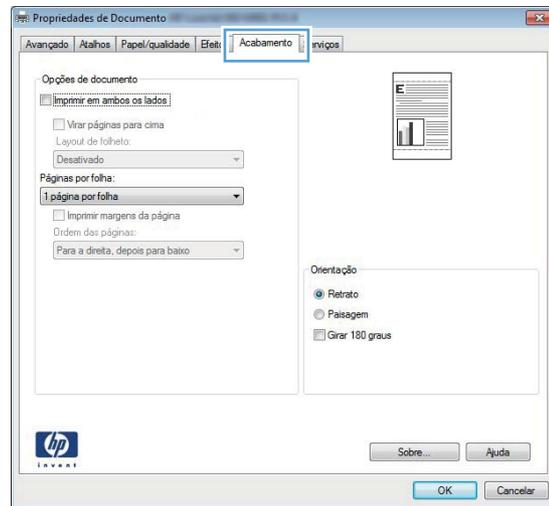 Propriedades de Documento
Avançado Atalhos Papel/qualidade Efeito Acabamento erviços
Opções de documento
Imprimir em ambos os lados
Virar páginas para cima
Layout de folheto:
Desativado
Páginas por folha:
1 página por folha
Imprimir margens da página
Ordem das páginas:
Para a direita, depois para baixo
E
Orientação
Retrato
Paisagem
Girar 180 graus
hp
invent
Sobre... Ajuda
OK Cancelar